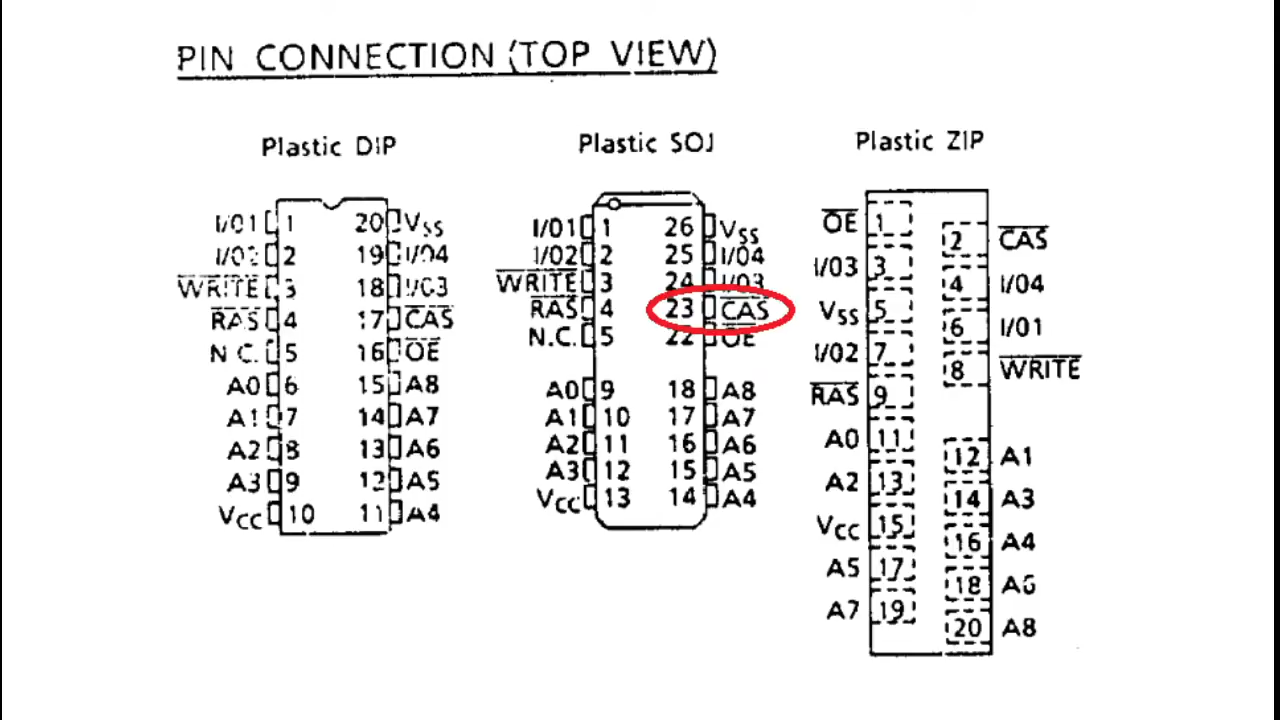 PIN CONNECTION (TOP VIEW)
Plastic DIP
I/O1 1 20 VSS
I/O2 2 19 I/O4
WRITE 3 18 I/O3
RAS 4 17 CAS
N.C. 5 16 OE
A0 6 15 A8
A1 7 14 A7
A2 8 13 A6
A3 9 12 A5
VCC 10 11 A4
Plastic SOJ
I/O1 1 26 VSS
I/O2 2 25 I/O4
WRITE 3 24 I/O3
RAS 4 23 CAS
N.C. 5 22 OE
A0 9 18 A8
A1 10 17 A7
A2 11 16 A6
A3 12 15 A5
VCC 13 14 A4
Plastic ZIP
OE 1
2 CAS
I/O3 3
4 I/O4
VSS 5
6 I/O1
I/O2 7
8 WRITE
RAS 9
A0 11
12 A1
A2 13
14 A3
VCC 15
16 A4
A5 17
18 A6
A7 19
20 A8